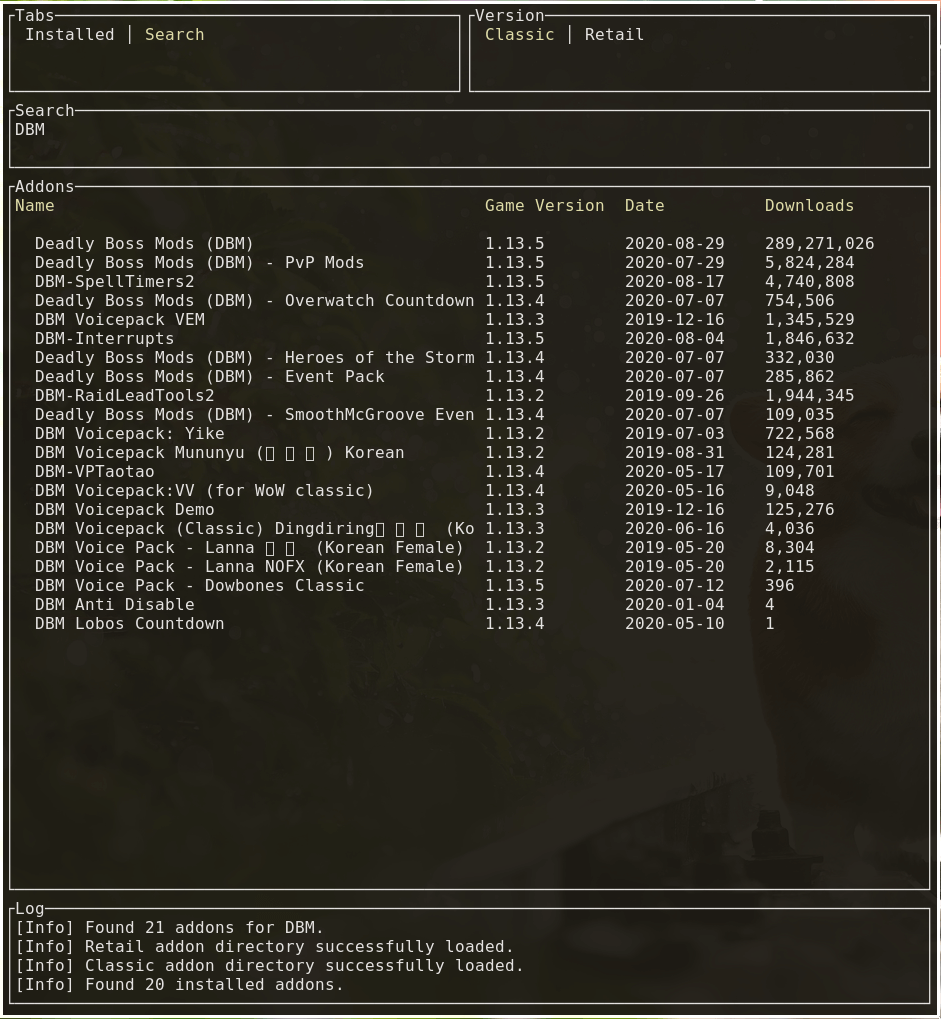 Tabs
Installed | Search
Version
Classic | Retail
Search
DBM
Addons
Name Game Version Date Downloads
Deadly Boss Mods (DBM) 1.13.5 2020-08-29 289,271,026
Deadly Boss Mods (DBM) - PvP Mods 1.13.5 2020-07-29 5,824,284
DBM-SpellTimers2 1.13.5 2020-08-17 4,740,808
Deadly Boss Mods (DBM) - Overwatch Countdown 1.13.4 2020-07-07 754,506
DBM Voicepack VEM 1.13.3 2019-12-16 1,345,529
DBM-Interrupts 1.13.5 2020-08-04 1,846,632
Deadly Boss Mods (DBM) - Heroes of the Storm 1.13.4 2020-07-07 332,030
Deadly Boss Mods (DBM) - Event Pack 1.13.4 2020-07-07 285,862
DBM-RaidLeadTools2 1.13.2 2019-09-26 1,944,345
Deadly Boss Mods (DBM) - SmoothMcGroove Even 1.13.4 2020-07-07 109,035
DBM Voicepack: Yike 1.13.2 2019-07-03 722,568
DBM Voicepack Mununyu (▯ ▯ ▯ ) Korean 1.13.2 2019-08-31 124,281
DBM-VPTaotao 1.13.4 2020-05-17 109,701
DBM Voicepack:VV (for WoW classic) 1.13.4 2020-05-16 9,048
DBM Voicepack Demo 1.13.3 2019-12-16 125,276
DBM Voicepack (Classic) Dingdiring▯ ▯ ▯ (Ko 1.13.3 2020-06-16 4,036
DBM Voice Pack - Lanna ▯ ▯ (Korean Female) 1.13.2 2019-05-20 8,304
DBM Voice Pack - Lanna NOFX (Korean Female) 1.13.2 2019-05-20 2,115
DBM Voice Pack - Dowbones Classic 1.13.5 2020-07-12 396
DBM Anti Disable 1.13.3 2020-01-04 4
DBM Lobos Countdown 1.13.4 2020-05-10 1
Log
[Info] Found 21 addons for DBM.
[Info] Retail addon directory successfully loaded.
[Info] Classic addon directory successfully loaded.
[Info] Found 20 installed addons.